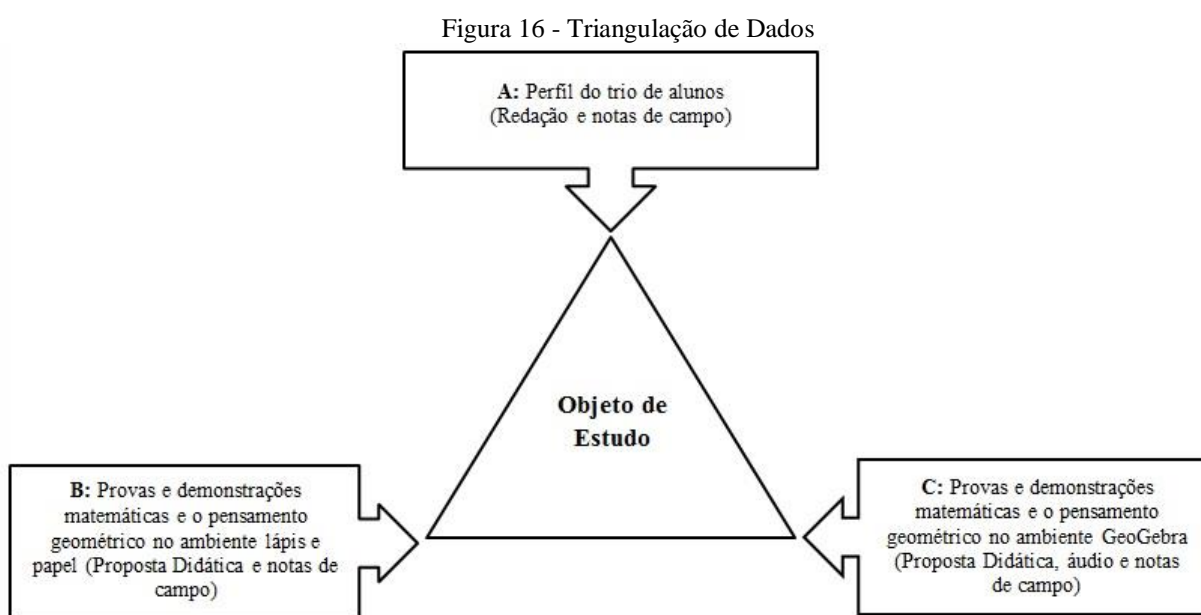 Figura 16 - Triangulação de Dados
A: Perfil do trio de alunos
(Redação e notas de campo)
Objeto de
Estudo
B: Provas e demonstrações
matemáticas e o pensamento
geométrico no ambiente lápis e
papel (Proposta Didática e notas de
campo)
C: Provas e demonstrações
matemáticas e o pensamento
geométrico no ambiente GeoGebra
(Proposta Didática, áudio e notas
de campo)